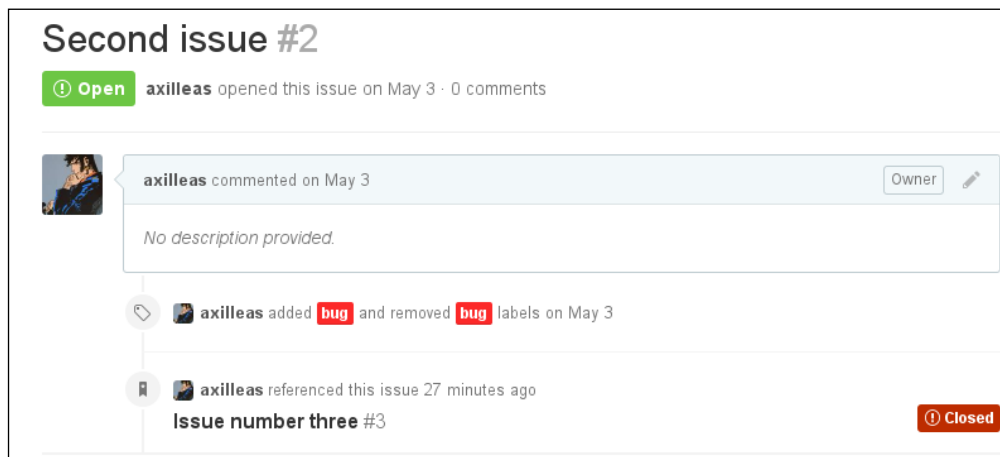 Second issue #2
Open axilleas opened this issue on May 3 · 0 comments
axilleas commented on May 3 Owner
No description provided.
axilleas added bug and removed bug labels on May 3
axilleas referenced this issue 27 minutes ago
Issue number three #3 Closed